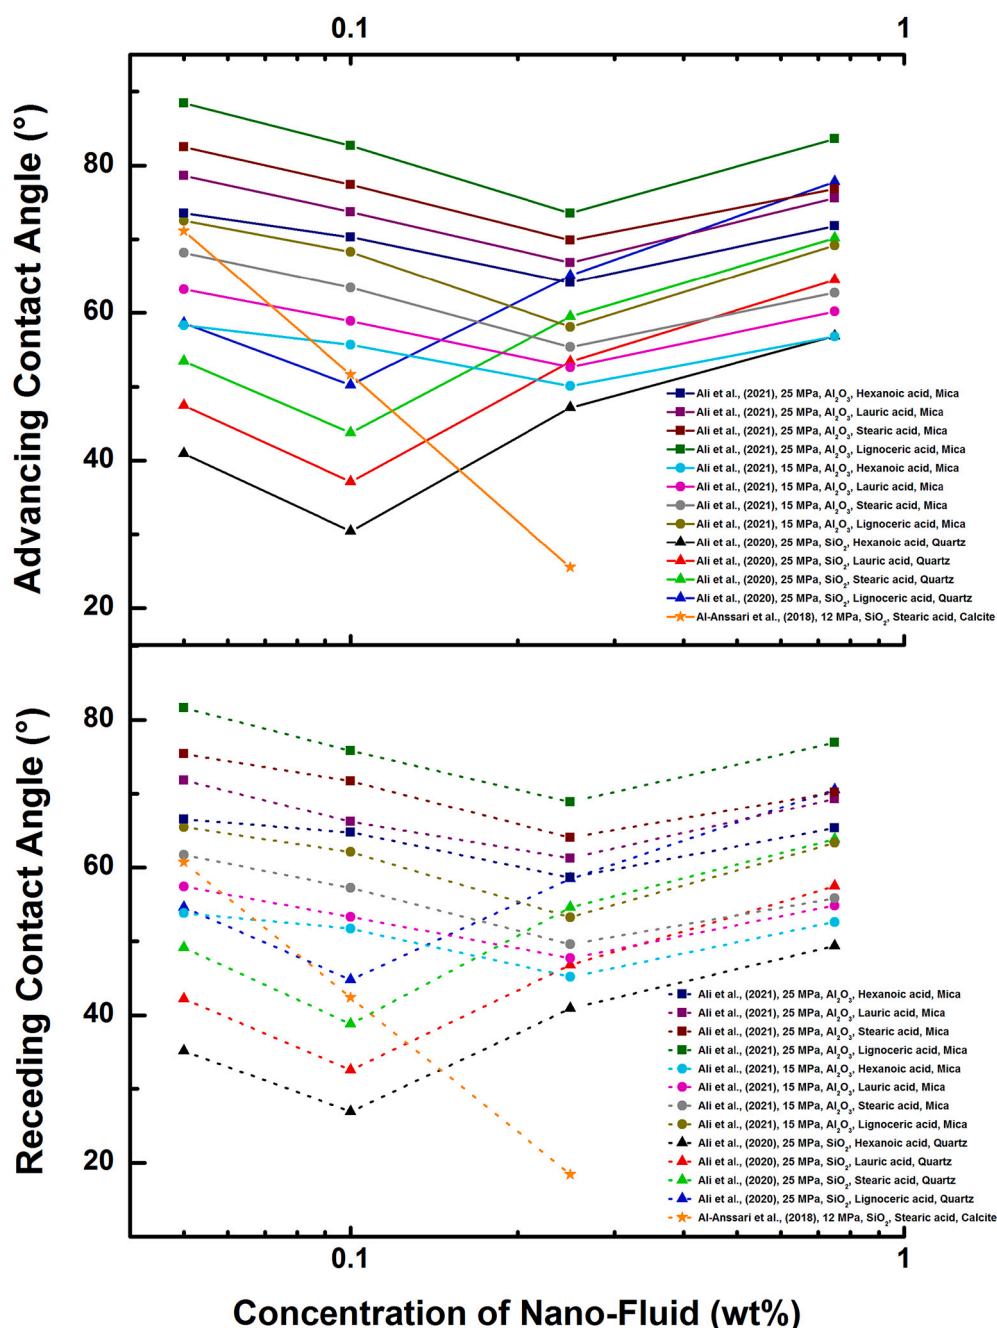 0.1 1
Advancing Contact Angle (°)
80
60
40
20
Ali et al., (2021), 25 MPa, Al₂O₃, Hexanoic acid, Mica
Ali et al., (2021), 25 MPa, Al₂O₃, Lauric acid, Mica
Ali et al., (2021), 25 MPa, Al₂O₃, Stearic acid, Mica
Ali et al., (2021), 25 MPa, Al₂O₃, Lignoceric acid, Mica
Ali et al., (2021), 15 MPa, Al₂O₃, Hexanoic acid, Mica
Ali et al., (2021), 15 MPa, Al₂O₃, Lauric acid, Mica
Ali et al., (2021), 15 MPa, Al₂O₃, Stearic acid, Mica
Ali et al., (2021), 15 MPa, Al₂O₃, Lignoceric acid, Mica
Ali et al., (2020), 25 MPa, SiO₂, Hexanoic acid, Quartz
Ali et al., (2020), 25 MPa, SiO₂, Lauric acid, Quartz
Ali et al., (2020), 25 MPa, SiO₂, Stearic acid, Quartz
Ali et al., (2020), 25 MPa, SiO₂, Lignoceric acid, Quartz
Al-Anssari et al., (2018), 12 MPa, SiO₂, Stearic acid, Calcite
Receding Contact Angle (°)
80
60
40
20
Ali et al., (2021), 25 MPa, Al₂O₃, Hexanoic acid, Mica
Ali et al., (2021), 25 MPa, Al₂O₃, Lauric acid, Mica
Ali et al., (2021), 25 MPa, Al₂O₃, Stearic acid, Mica
Ali et al., (2021), 25 MPa, Al₂O₃, Lignoceric acid, Mica
Ali et al., (2021), 15 MPa, Al₂O₃, Hexanoic acid, Mica
Ali et al., (2021), 15 MPa, Al₂O₃, Lauric acid, Mica
Ali et al., (2021), 15 MPa, Al₂O₃, Stearic acid, Mica
Ali et al., (2021), 15 MPa, Al₂O₃, Lignoceric acid, Mica
Ali et al., (2020), 25 MPa, SiO₂, Hexanoic acid, Quartz
Ali et al., (2020), 25 MPa, SiO₂, Lauric acid, Quartz
Ali et al., (2020), 25 MPa, SiO₂, Stearic acid, Quartz
Ali et al., (2020), 25 MPa, SiO₂, Lignoceric acid, Quartz
Al-Anssari et al., (2018), 12 MPa, SiO₂, Stearic acid, Calcite
0.1 1
Concentration of Nano-Fluid (wt%)